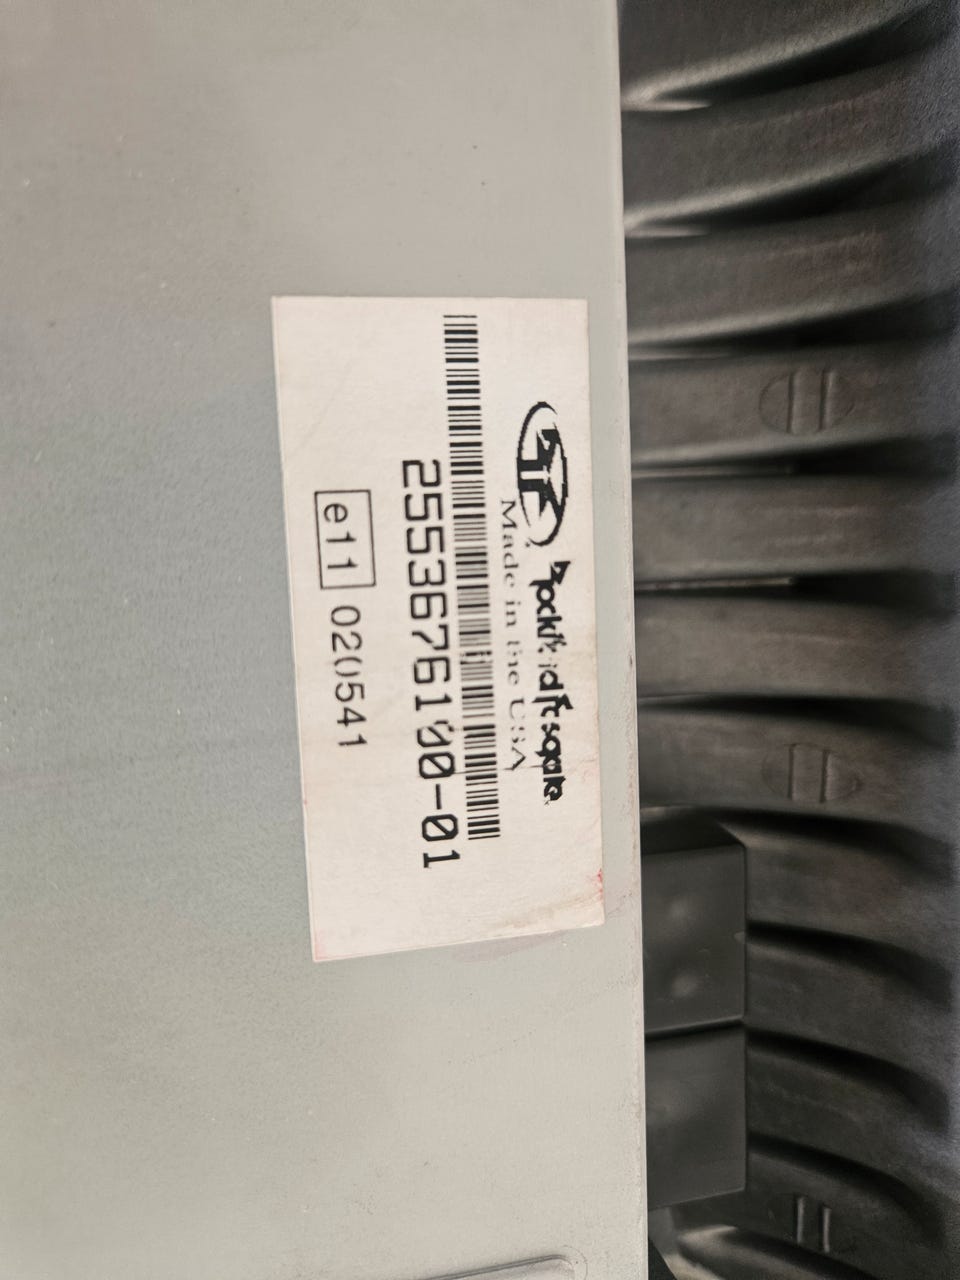 Rockford fosgate
Made in the USA
2553676100-01
e11 020541